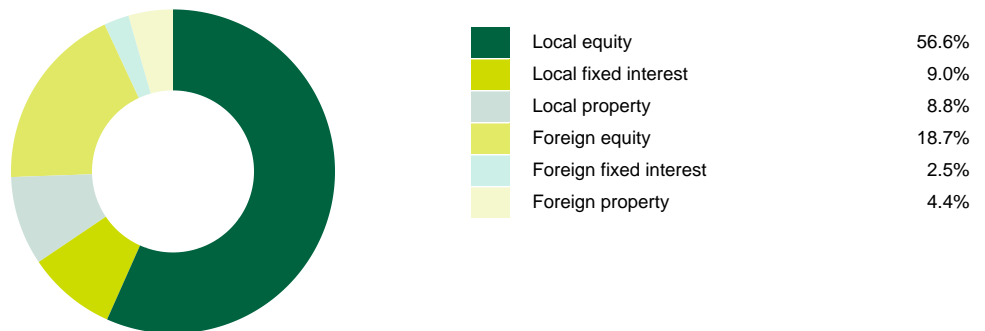 Local equity 56.6%
Local fixed interest 9.0%
Local property 8.8%
Foreign equity 18.7%
Foreign fixed interest 2.5%
Foreign property 4.4%